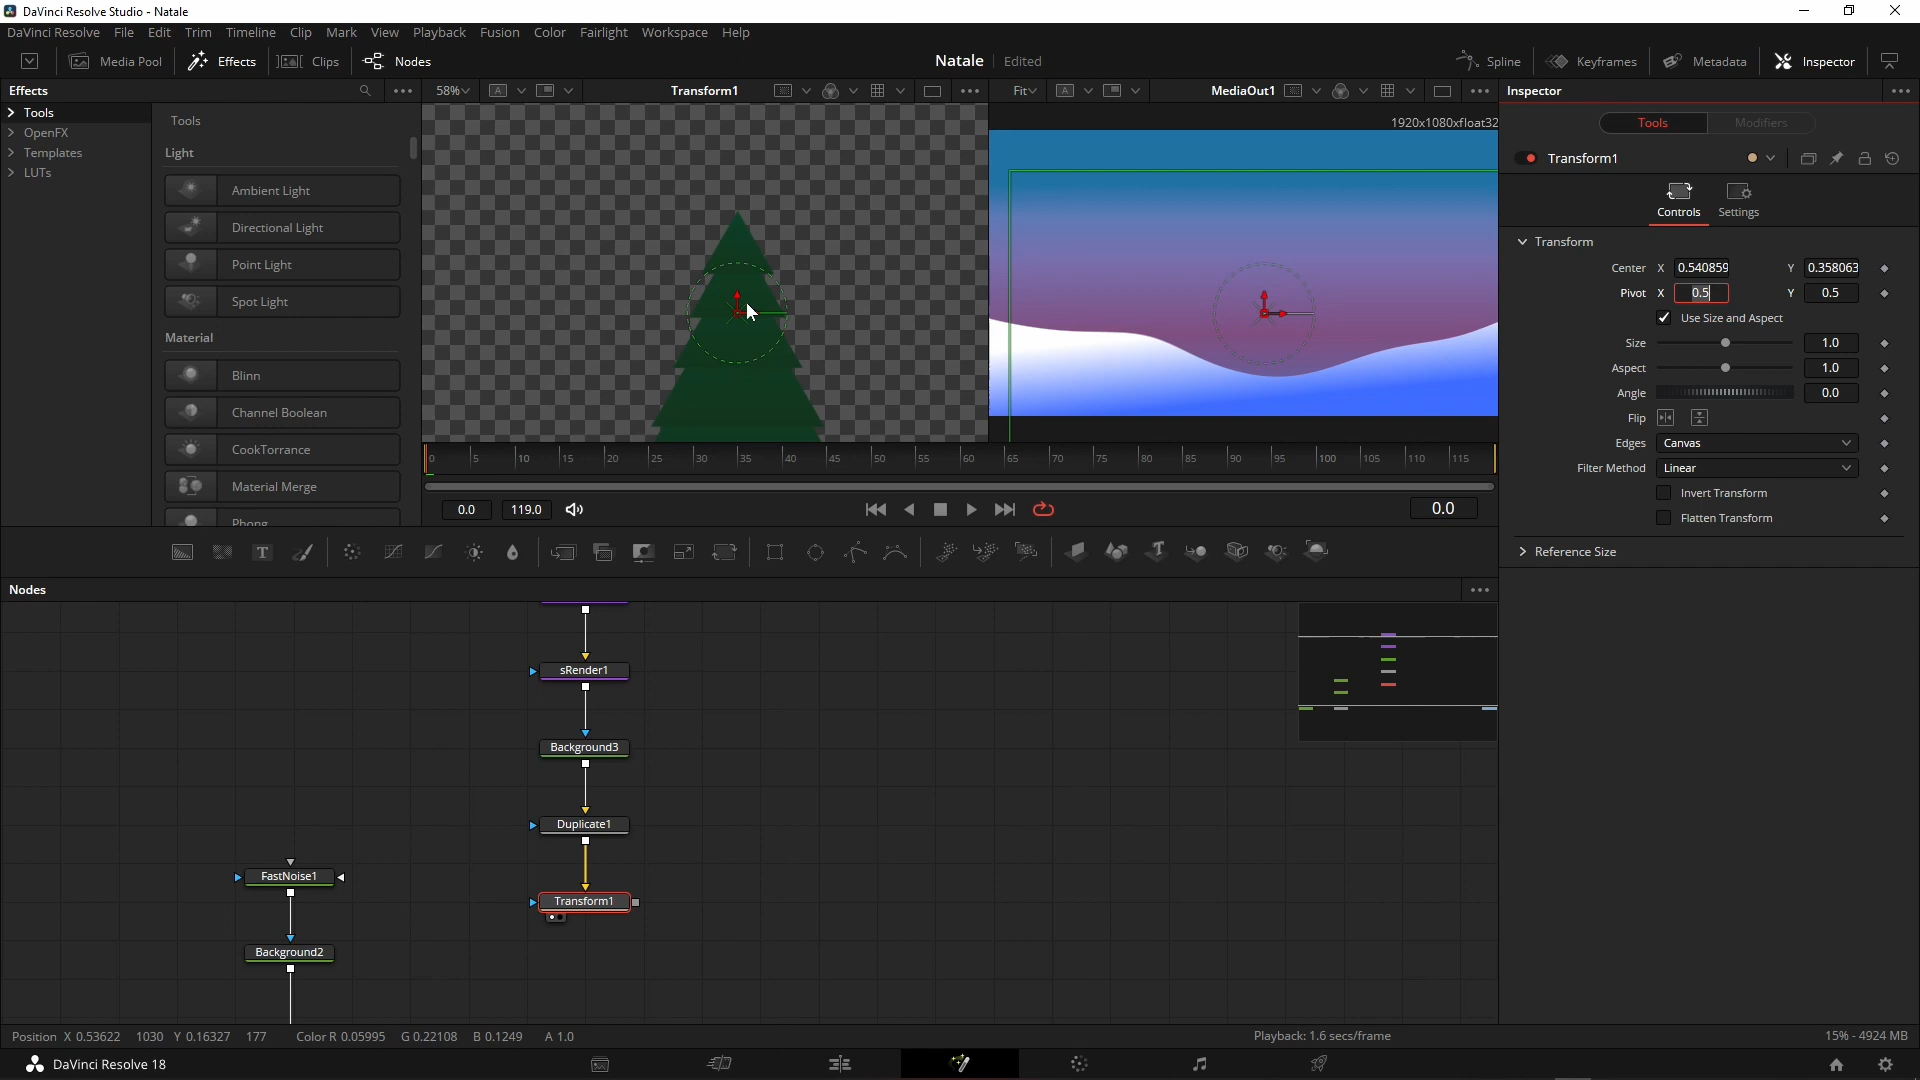 DaVinci Resolve Studio - Natale
DaVinci Resolve File Edit Trim Timeline Clip Mark View Playback Fusion Color Fairlight Workspace Help
Media Pool Effects Clips Nodes Natale Edited Spline Keyframes Metadata Inspector
Effects 58% A Transform1 Fit A MediaOut1 Inspector
Tools
OpenFX
Templates
LUTs
Tools
Light
Ambient Light
Directional Light
Point Light
Spot Light
Material
Blinn
Channel Boolean
CookTorrance
Material Merge
Phong
1920x1080xfloat32
0 5 10 15 20 25 30 35 40 45 50 55 60 65 70 75 80 85 90 95 100 105 110 115
0.0 119.0 0.0
Tools Modifiers
Transform1
Controls Settings
Transform
Center X 0.540859 Y 0.358063
Pivot X 0.5 Y 0.5
Use Size and Aspect
Size 1.0
Aspect 1.0
Angle 0.0
Flip
Edges Canvas
Filter Method Linear
Invert Transform
Flatten Transform
Reference Size
T T
Nodes
sRender1
Background3
Duplicate1
Transform1
FastNoise1
Background2
Position X 0.53622 1030 Y 0.16327 177 Color R 0.05995 G 0.22108 B 0.1249 A 1.0 Playback: 1.6 secs/frame 15% - 4924 MB
DaVinci Resolve 18